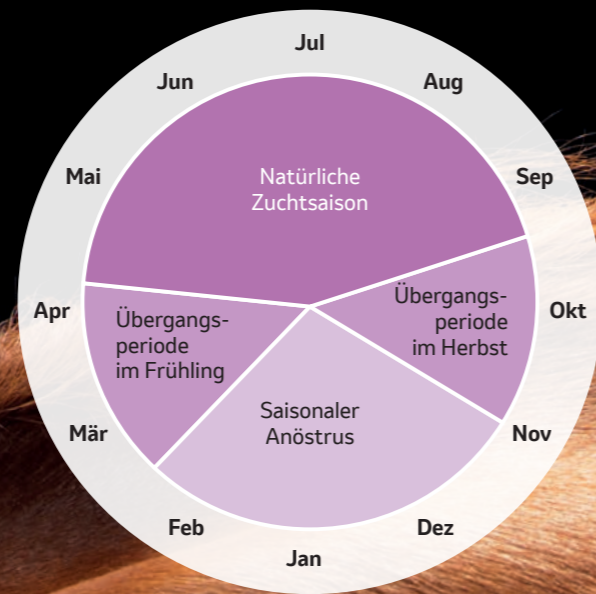 Jul
Jun
Aug
Mai
Sep
Natürliche
Zuchtsaison
Apr
Übergangs-
periode
im Frühling
Übergangs-
periode
im Herbst
Okt
Saisonaler
Anöstrus
Mär
Nov
Feb
Dez
Jan